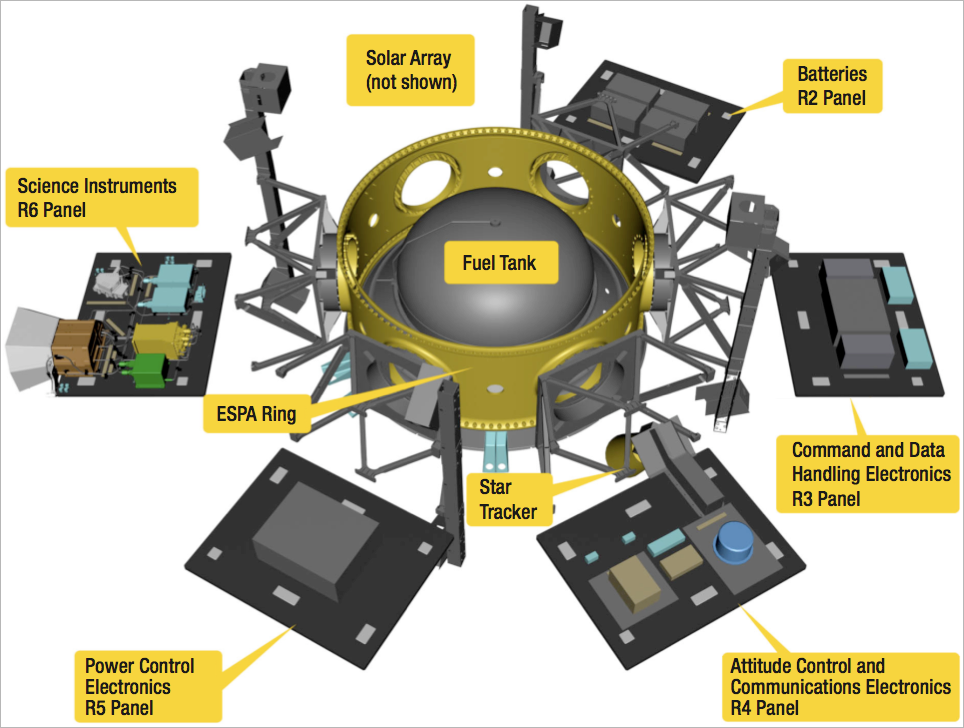 Solar Array
(not shown)
Batteries
R2 Panel
Science Instruments
R6 Panel
Fuel Tank
ESPA Ring
Command and Data
Handling Electronics
R3 Panel
Star
Tracker
Power Control
Electronics
R5 Panel
Attitude Control and
Communications Electronics
R4 Panel